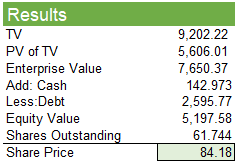 Results
TV 9,202.22
PV of TV 5,606.01
Enterprise Value 7,650.37
Add: Cash 142.973
Less:Debt 2,595.77
Equity Value 5,197.58
Shares Outstanding 61.744
Share Price 84.18